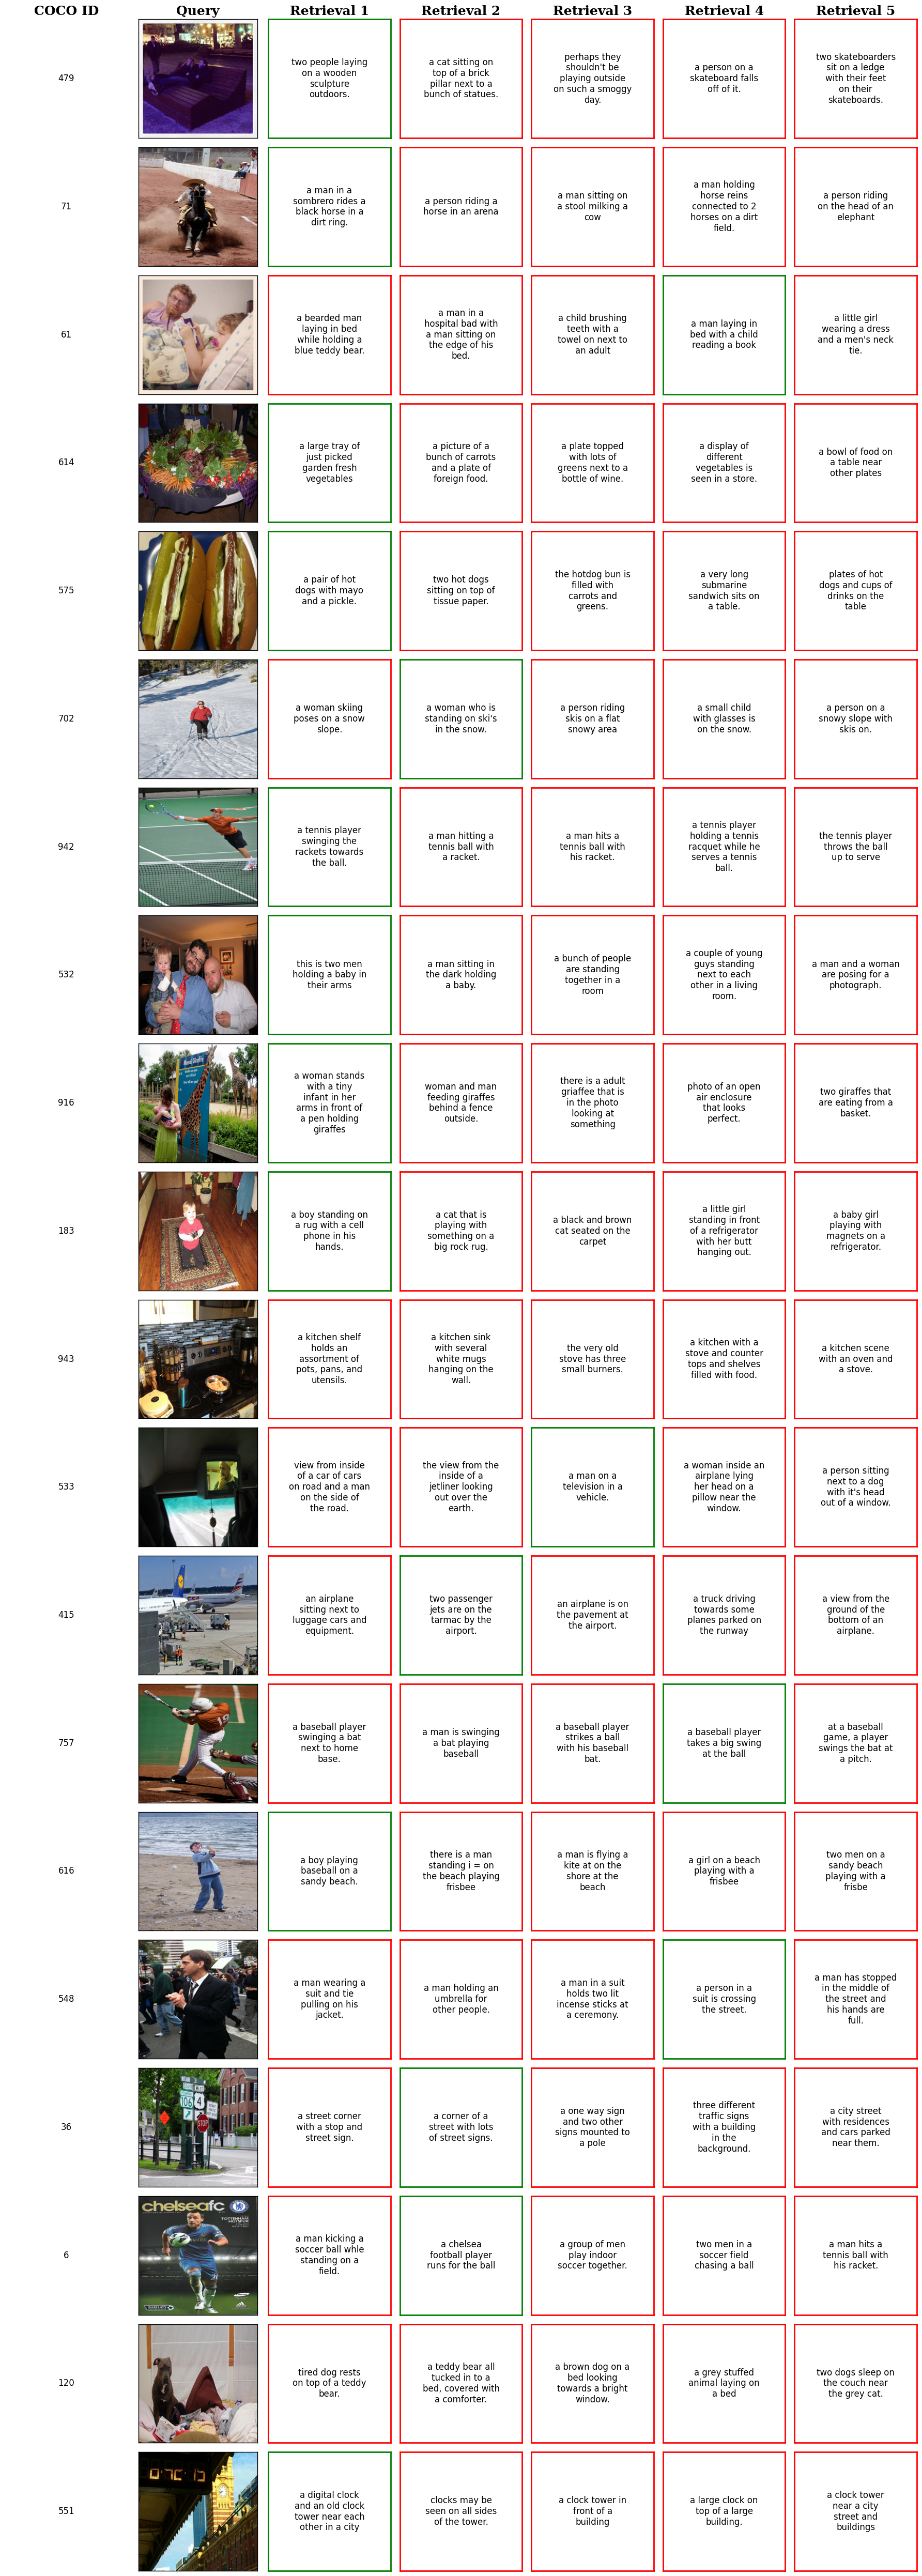 COCO ID Query Retrieval 1 Retrieval 2 Retrieval 3 Retrieval 4 Retrieval 5
479
two people laying
on a wooden
sculpture
outdoors.
a cat sitting on
top of a brick
pillar next to a
bunch of statues.
perhaps they
shouldn't be
playing outside
on such a smoggy
day.
a person on a
skateboard falls
off of it.
two skateboarders
sit on a ledge
with their feet
on their
skateboards.
71
a man in a
sombrero rides a
black horse in a
dirt ring.
a person riding a
horse in an arena
a man sitting on
a stool milking a
cow
a man holding
horse reins
connected to 2
horses on a dirt
field.
a person riding
on the head of an
elephant
61
a bearded man
laying in bed
while holding a
blue teddy bear.
a man in a
hospital bad with
a man sitting on
the edge of his
bed.
a child brushing
teeth with a
towel on next to
an adult
a man laying in
bed with a child
reading a book
a little girl
wearing a dress
and a men's neck
tie.
614
a large tray of
just picked
garden fresh
vegetables
a picture of a
bunch of carrots
and a plate of
foreign food.
a plate topped
with lots of
greens next to a
bottle of wine.
a display of
different
vegetables is
seen in a store.
a bowl of food on
a table near
other plates
575
a pair of hot
dogs with mayo
and a pickle.
two hot dogs
sitting on top of
tissue paper.
the hotdog bun is
filled with
carrots and
greens.
a very long
submarine
sandwich sits on
a table.
plates of hot
dogs and cups of
drinks on the
table
702
a woman skiing
poses on a snow
slope.
a woman who is
standing on ski's
in the snow.
a person riding
skis on a flat
snowy area
a small child
with glasses is
on the snow.
a person on a
snowy slope with
skis on.
942
a tennis player
swinging the
rackets towards
the ball.
a man hitting a
tennis ball with
a racket.
a man hits a
tennis ball with
his racket.
a tennis player
holding a tennis
racquet while he
serves a tennis
ball.
the tennis player
throws the ball
up to serve
532
this is two men
holding a baby in
their arms
a man sitting in
the dark holding
a baby.
a bunch of people
are standing
together in a
room
a couple of young
guys standing
next to each
other in a living
room.
a man and a woman
are posing for a
photograph.
916
a woman stands
with a tiny
infant in her
arms in front of
a pen holding
giraffes
woman and man
feeding giraffes
behind a fence
outside.
there is a adult
griaffee that is
in the photo
looking at
something
photo of an open
air enclosure
that looks
perfect.
two giraffes that
are eating from a
basket.
183
a boy standing on
a rug with a cell
phone in his
hands.
a cat that is
playing with
something on a
big rock rug.
a black and brown
cat seated on the
carpet
a little girl
standing in front
of a refrigerator
with her butt
hanging out.
a baby girl
playing with
magnets on a
refrigerator.
943
a kitchen shelf
holds an
assortment of
pots, pans, and
utensils.
a kitchen sink
with several
white mugs
hanging on the
wall.
the very old
stove has three
small burners.
a kitchen with a
stove and counter
tops and shelves
filled with food.
a kitchen scene
with an oven and
a stove.
533
view from inside
of a car of cars
on road and a man
on the side of
the road.
the view from the
inside of a
jetliner looking
out over the
earth.
a man on a
television in a
vehicle.
a woman inside an
airplane lying
her head on a
pillow near the
window.
a person sitting
next to a dog
with it's head
out of a window.
415
an airplane
sitting next to
luggage cars and
equipment.
two passenger
jets are on the
tarmac by the
airport.
an airplane is on
the pavement at
the airport.
a truck driving
towards some
planes parked on
the runway
a view from the
ground of the
bottom of an
airplane.
757
a baseball player
swinging a bat
next to home
base.
a man is swinging
a bat playing
baseball
a baseball player
strikes a ball
with his baseball
bat.
a baseball player
takes a big swing
at the ball
at a baseball
game, a player
swings the bat at
a pitch.
616
a boy playing
baseball on a
sandy beach.
there is a man
standing i = on
the beach playing
frisbee
a man is flying a
kite at on the
shore at the
beach
a girl on a beach
playing with a
frisbee
two men on a
sandy beach
playing with a
frisbe
548
a man wearing a
suit and tie
pulling on his
jacket.
a man holding an
umbrella for
other people.
a man in a suit
holds two lit
incense sticks at
a ceremony.
a person in a
suit is crossing
the street.
a man has stopped
in the middle of
the street and
his hands are
full.
36
106
4
STOP
a street corner
with a stop and
street sign.
a corner of a
street with lots
of street signs.
a one way sign
and two other
signs mounted to
a pole
three different
traffic signs
with a building
in the
background.
a city street
with residences
and cars parked
near them.
6
chelseafc
a man kicking a
soccer ball whle
standing on a
field.
a chelsea
football player
runs for the ball
a group of men
play indoor
soccer together.
two men in a
soccer field
chasing a ball
a man hits a
tennis ball with
his racket.
120
tired dog rests
on top of a teddy
bear.
a teddy bear all
tucked in to a
bed, covered with
a comforter.
a brown dog on a
bed looking
towards a bright
window.
a grey stuffed
animal laying on
a bed
two dogs sleep on
the couch near
the grey cat.
551
a digital clock
and an old clock
tower near each
other in a city
clocks may be
seen on all sides
of the tower.
a clock tower in
front of a
building
a large clock on
top of a large
building.
a clock tower
near a city
street and
buildings